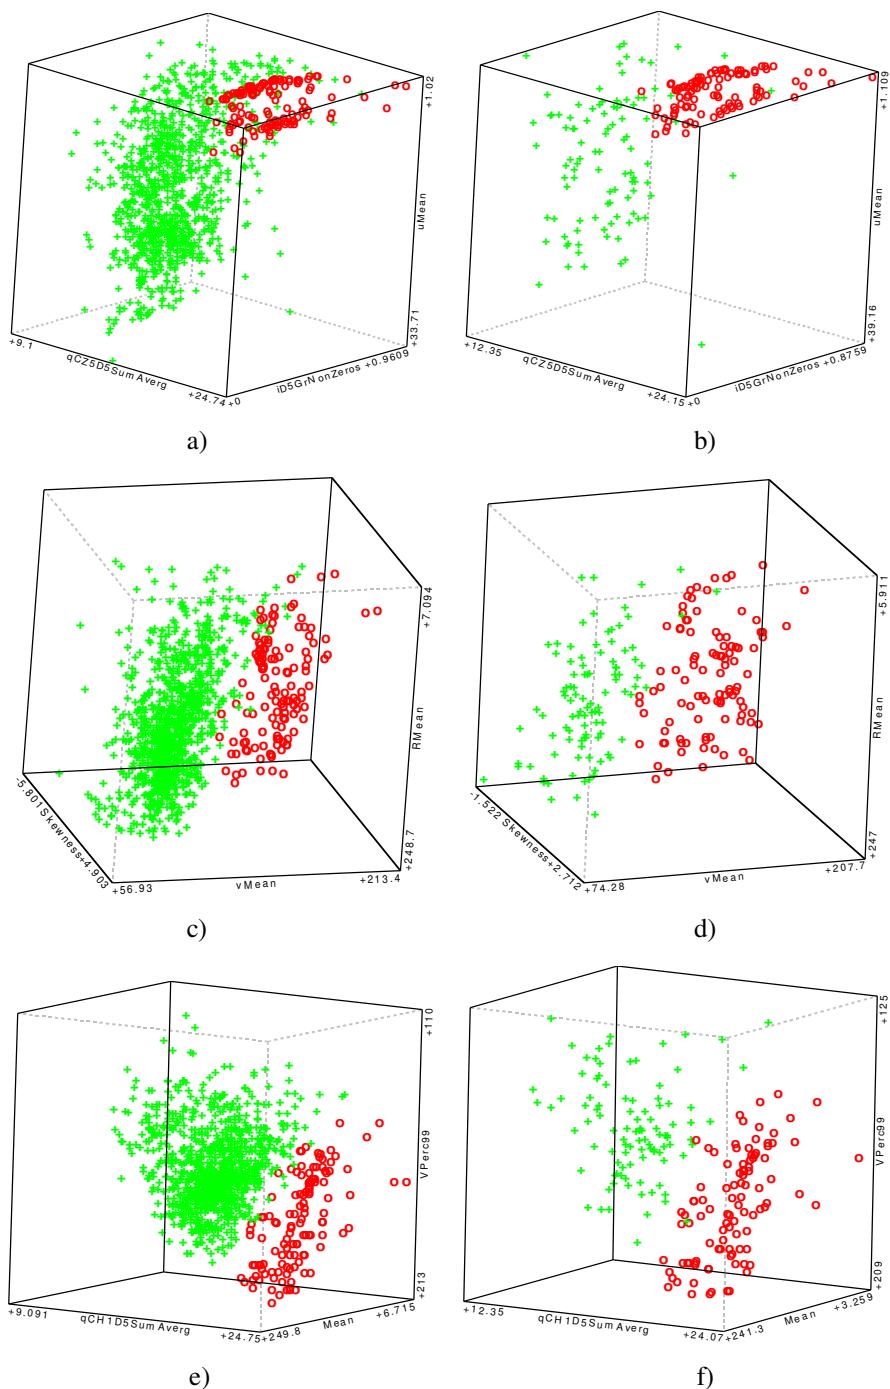 +1.02
uMean
+33.71
+9.1
qCZ5D5SumAverg
+24.74+0
iD5GrNonZeros +0.9609
a)
+1.109
uMean
+39.16
+12.35
qCZ5D5SumAverg
+24.15+0
iD5GrNonZeros +0.8759
b)
+7.094
RMean
+248.7
-5.801Skewness+4.903
+56.93
vMean
+213.4
c)
+5.911
RMean
+247
-1.522 Skewness+2.712
+74.28
vMean
+207.7
d)
+110
VPerc99
+213
+9.091
qCH1D5SumAverg
+24.75+249.8
Mean
+6.715
e)
+125
VPerc99
+209
+12.35
qCH1D5SumAverg
+24.07+241.3
Mean
+3.259
f)